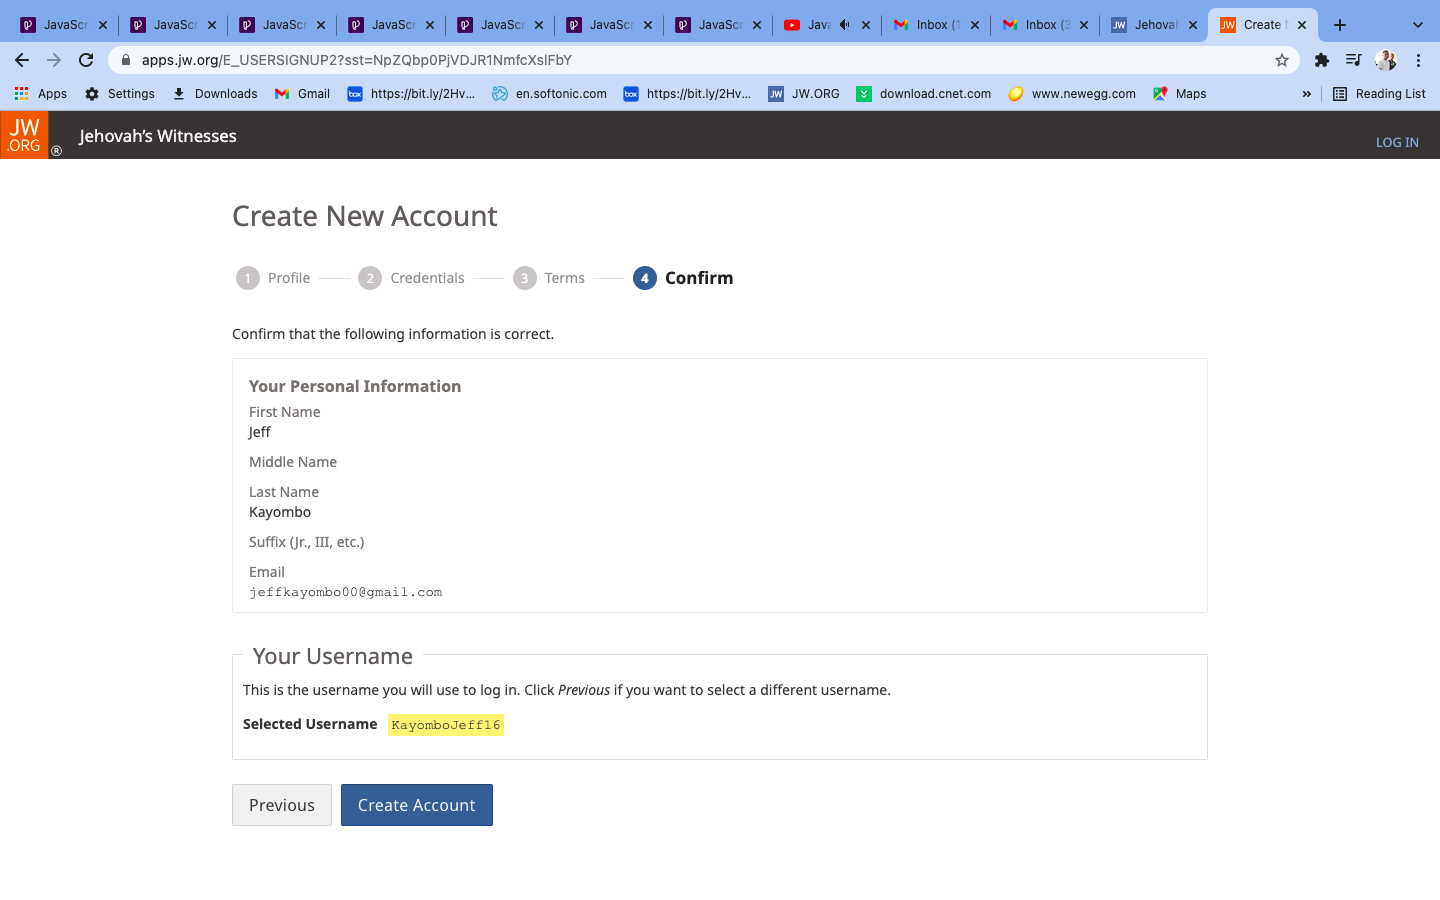 JavaScr JavaScr JavaScr JavaScr JavaScr JavaScr JavaScr Java Inbox (1 Inbox (3 Jehovah Create N
apps.jw.org/E_USERSIGNUP2?sst=NpZQbp0PjVDJR1NmfcXsIFbY
Apps Settings Downloads Gmail https://bit.ly/2Hv... en.softonic.com https://bit.ly/2Hv... JW.ORG download.cnet.com www.newegg.com Maps » Reading List
JW
.ORG ® Jehovah's Witnesses LOG IN
Create New Account
1 Profile 2 Credentials 3 Terms 4 Confirm
Confirm that the following information is correct.
Your Personal Information
First Name
Jeff
Middle Name
Last Name
Kayombo
Suffix (Jr., III, etc.)
Email
jeffkayombo00@gmail.com
Your Username
This is the username you will use to log in. Click Previous if you want to select a different username.
Selected Username KayomboJeff16
Previous Create Account